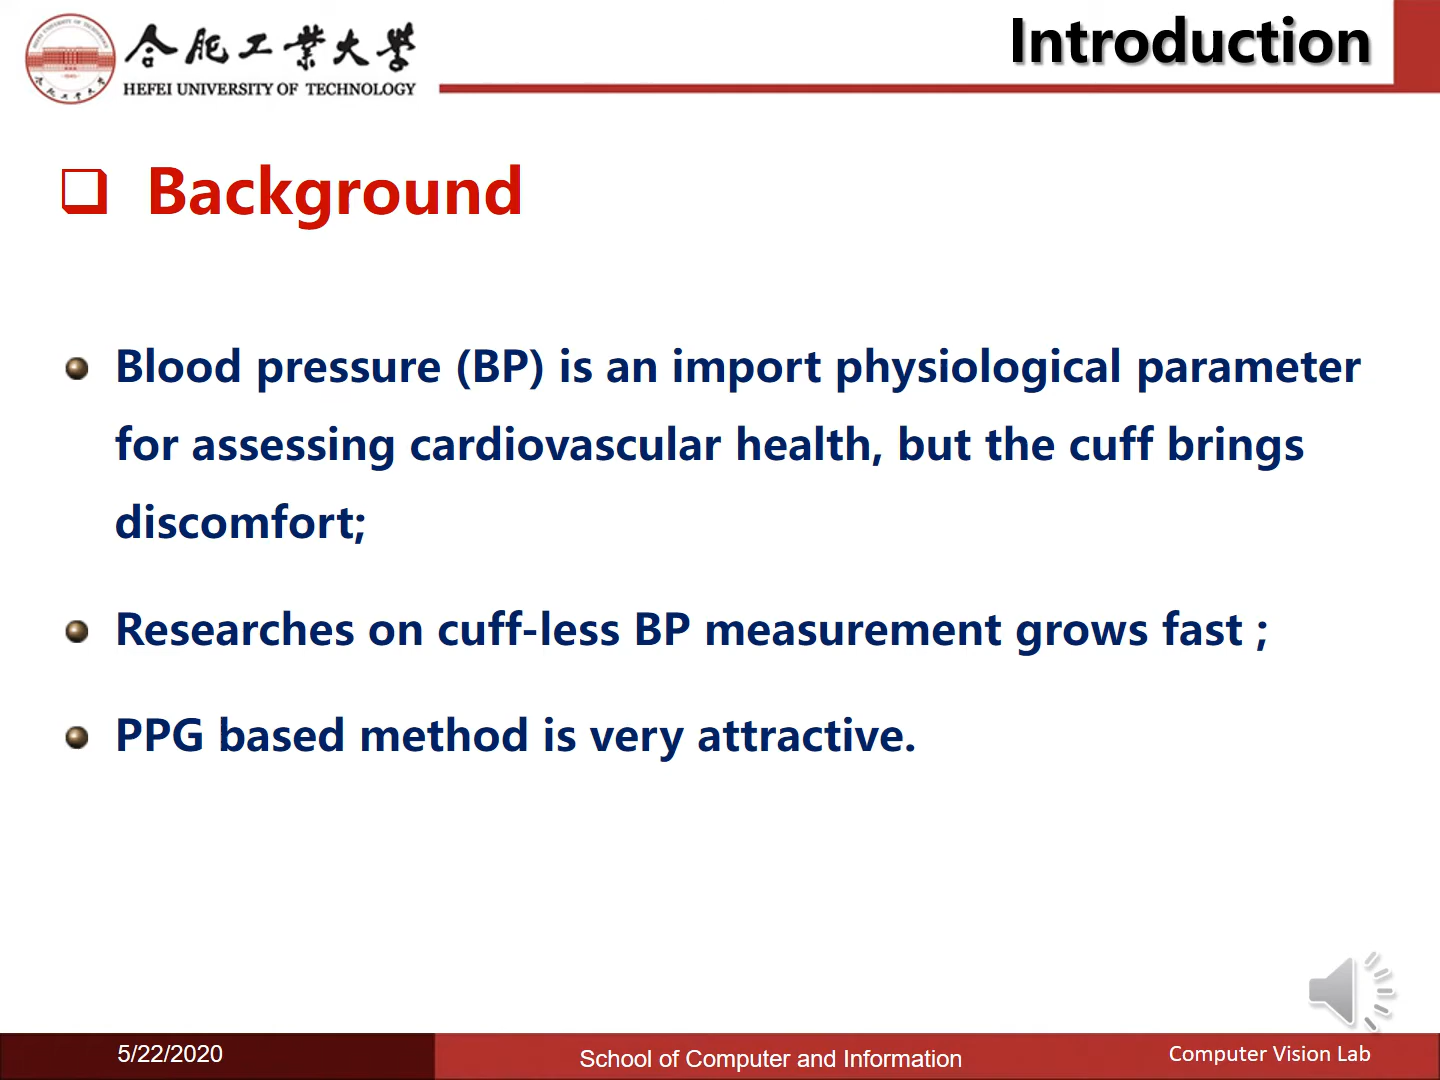 合肥工業大學
HEFEI UNIVERSITY OF TECHNOLOGY
Introduction
Background
Blood pressure (BP) is an import physiological parameter
for assessing cardiovascular health, but the cuff brings
discomfort;
Researches on cuff-less BP measurement grows fast ;
PPG based method is very attractive.
5/22/2020
School of Computer and Information
Computer Vision Lab